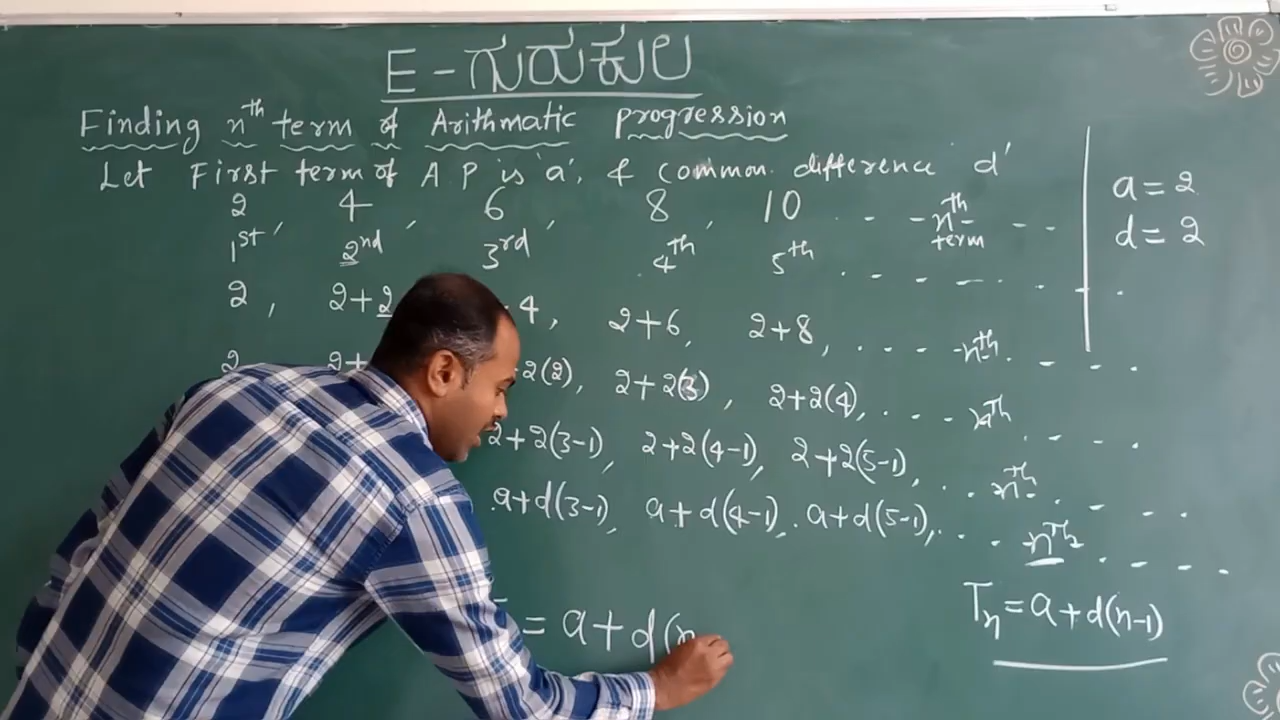 E-ಗುರುಕುಲ
Finding nth term of Arithmatic progression
Let First term of A.P is 'a', & common difference 'd'
2, 4, 6, 8, 10 - - - nth term - -
1st 2nd 3rd 4th 5th
2, 2+2 4, 2+6, 2+8, - - - - nth - - - -
2 2+ 2(2), 2+2(3), 2+2(4), - - - nth - - - -
2+2(3-1), 2+2(4-1), 2+2(5-1), - - nth - - - -
a+d(3-1), a+d(4-1), a+d(5-1), - - - nth - - - -
Tn = a+d(n-1)
= a+d(n
a = 2
d = 2